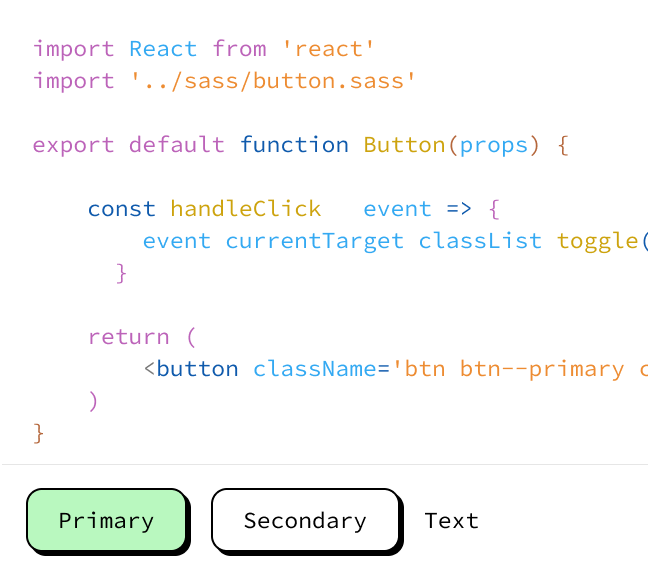 import React from 'react'
import '../sass/button.sass'

export default function Button(props) {

    const handleClick   event => {
        event currentTarget classList toggle(
      }

    return (
        <button className='btn btn--primary c
    )
}
Primary Secondary Text